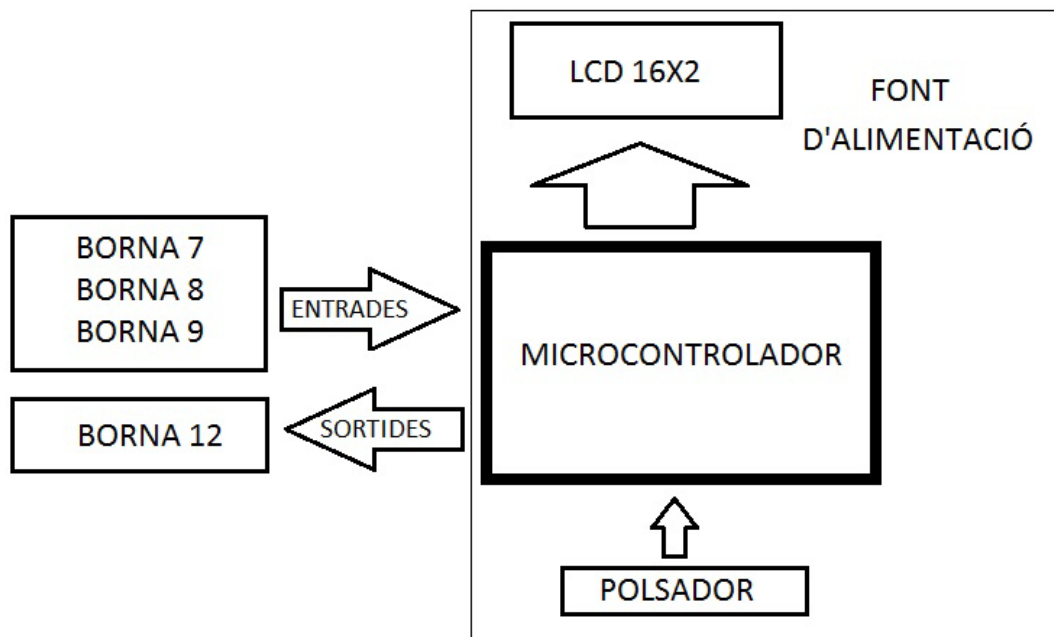 LCD 16X2
FONT
D'ALIMENTACIÓ
BORNA 7
BORNA 8
BORNA 9
ENTRADES
MICROCONTROLADOR
BORNA 12
SORTIDES
POLSADOR